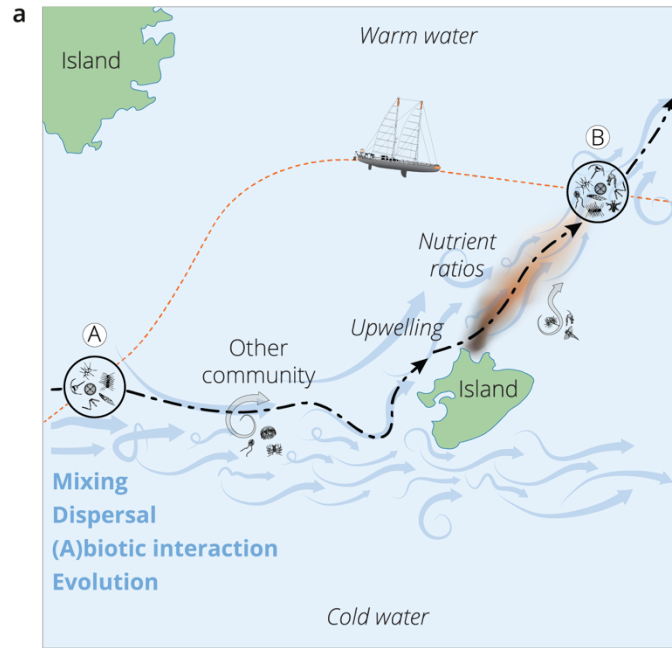 a
Warm water
Island
B
Nutrient
ratios
Upwelling
A
Other
community
Island
Mixing
Dispersal
(A)biotic interaction
Evolution
Cold water